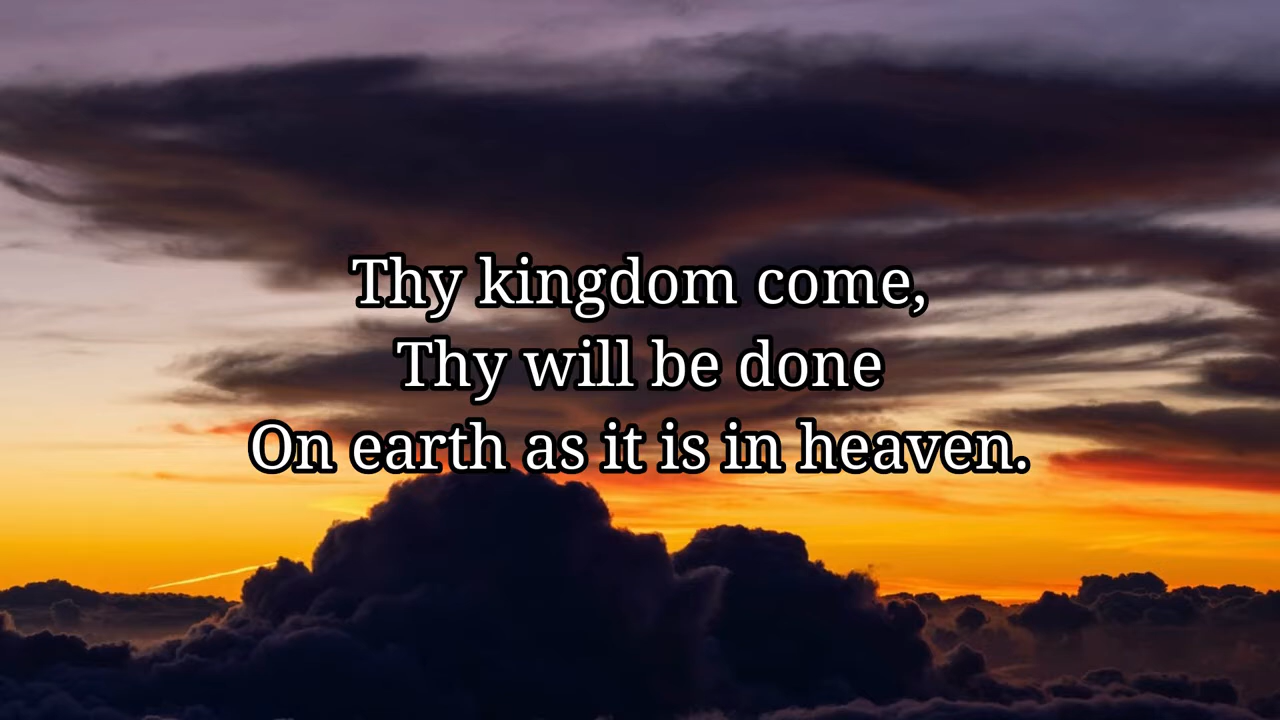 Thy kingdom come,
Thy will be done
On earth as it is in heaven.